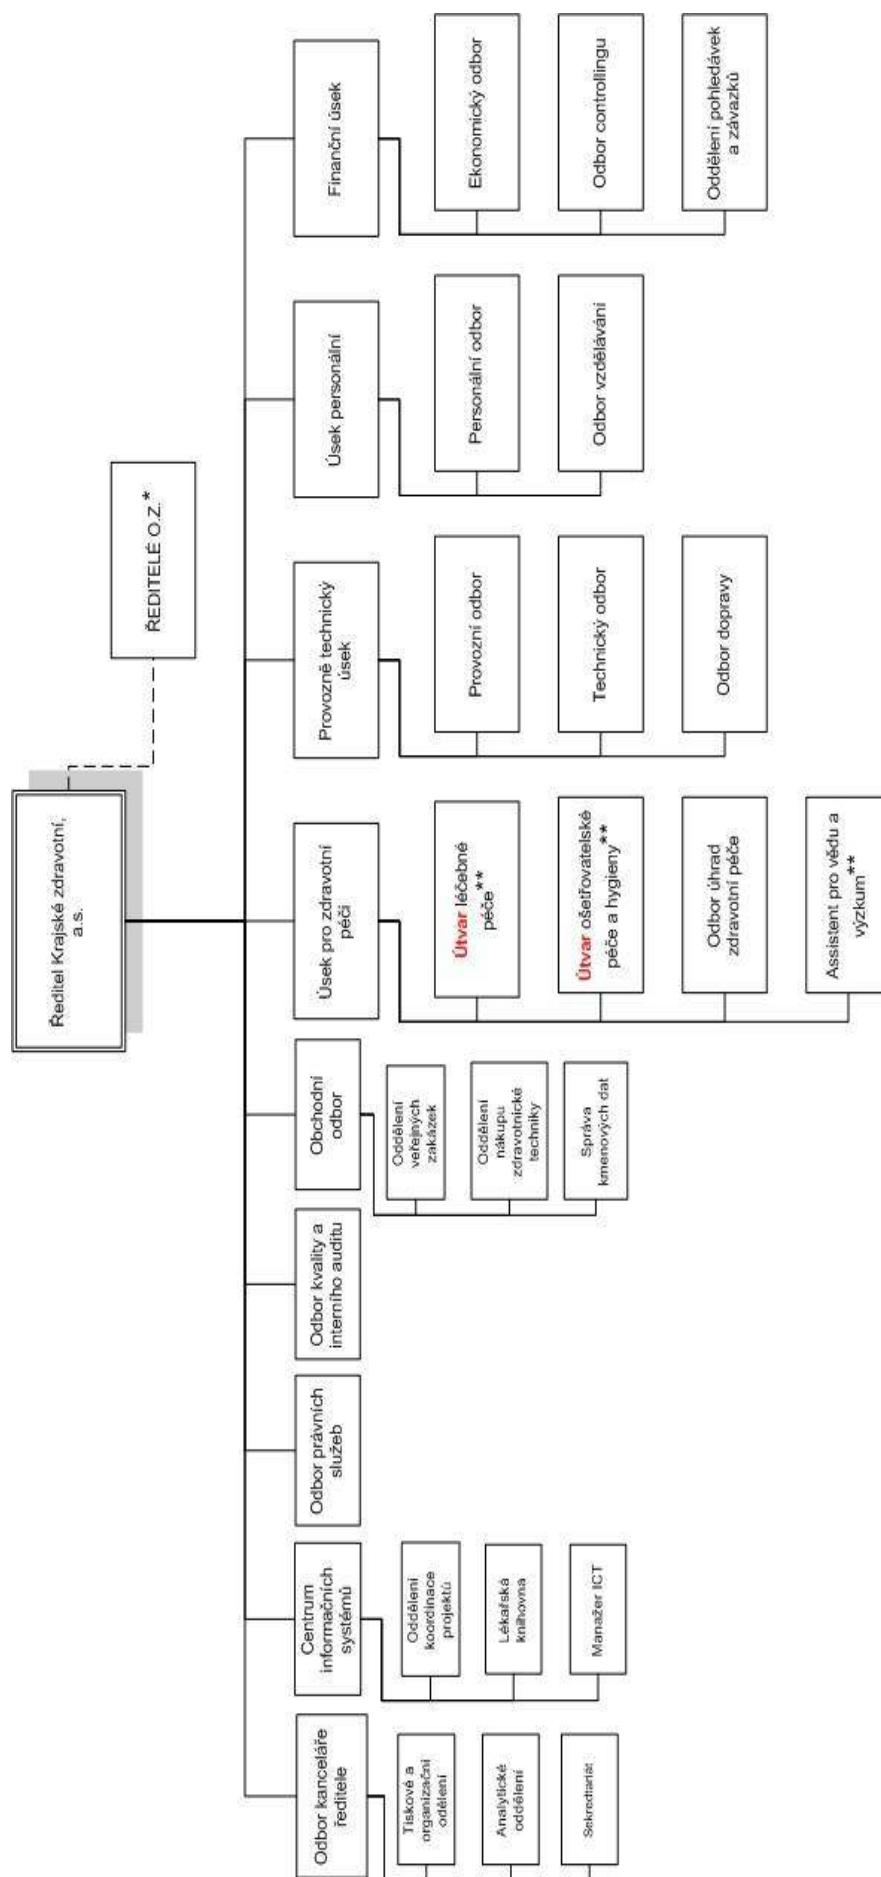 Ředitel Krajské zdravotní,
a.s.
ŘEDITELÉ O.Z.*
Odbor kanceláře
ředitele
Tiskové a
organizační
odělení
Analytické
oddělení
Sekredtariát
Centrum
informačních
systémů
Oddělení
koordinace
projektů
Lékařská
knihovna
Manažer ICT
Odbor právních
služeb
Odbor kvality a
interního auditu
Obchodní
odbor
Oddělení
veřejných
zakázek
Oddělení
nákupu
zdravotnické
techniky
Správa
kmenových dat
Úsek pro zdravotní
péči
Útvar léčebné
péče**
Útvar ošetřovatelské
péče a hygieny**
Odbor úhrad
zdravotní péče
Assistent pro vědu a
výzkum**
Provozně technický
úsek
Provozní odbor
Technický odbor
Odbor dopravy
Úsek personální
Personální odbor
Odbor vzdělávání
Finanční úsek
Ekonomický odbor
Odbor controllingu
Oddělení pohledávek
a závazků